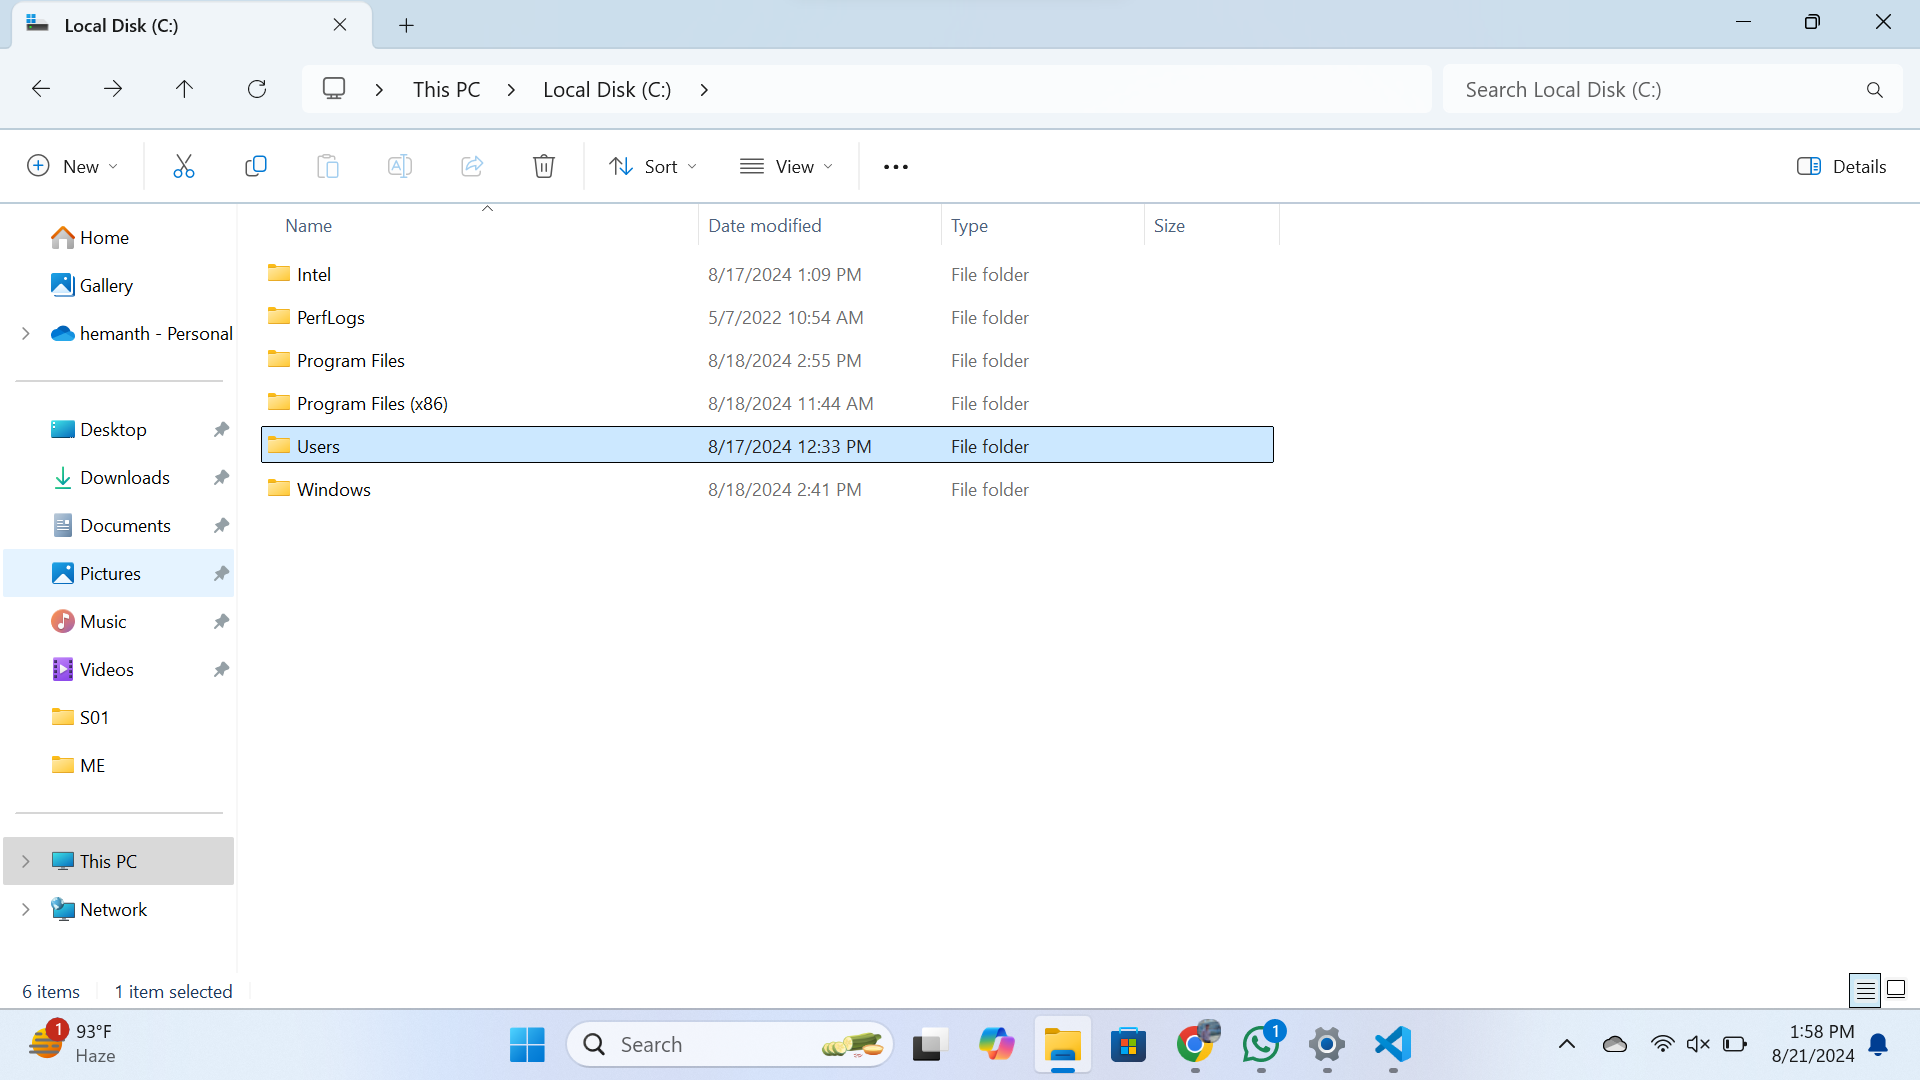 Local Disk (C:)
This PC Local Disk (C:)
Search Local Disk (C:)
New
Sort
View
Details
Name Date modified Type Size
Intel 8/17/2024 1:09 PM File folder
PerfLogs 5/7/2022 10:54 AM File folder
Program Files 8/18/2024 2:55 PM File folder
Program Files (x86) 8/18/2024 11:44 AM File folder
Users 8/17/2024 12:33 PM File folder
Windows 8/18/2024 2:41 PM File folder
Home
Gallery
hemanth - Personal
Desktop
Downloads
Documents
Pictures
Music
Videos
S01
ME
This PC
Network
6 items 1 item selected
1
93°F
Haze
Search
1
1:58 PM
8/21/2024